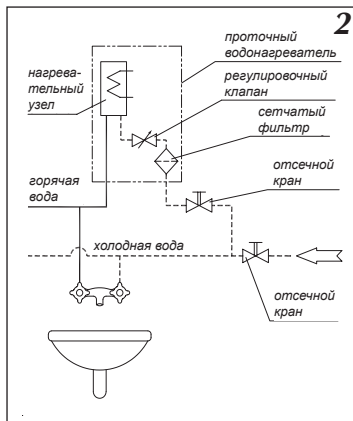 2
проточный
водонагреватель
нагрева-
тельный
узел
регулировочный
клапан
сетчатый
фильтр
горячая
вода
отсечной
кран
холодная вода
отсечной
кран